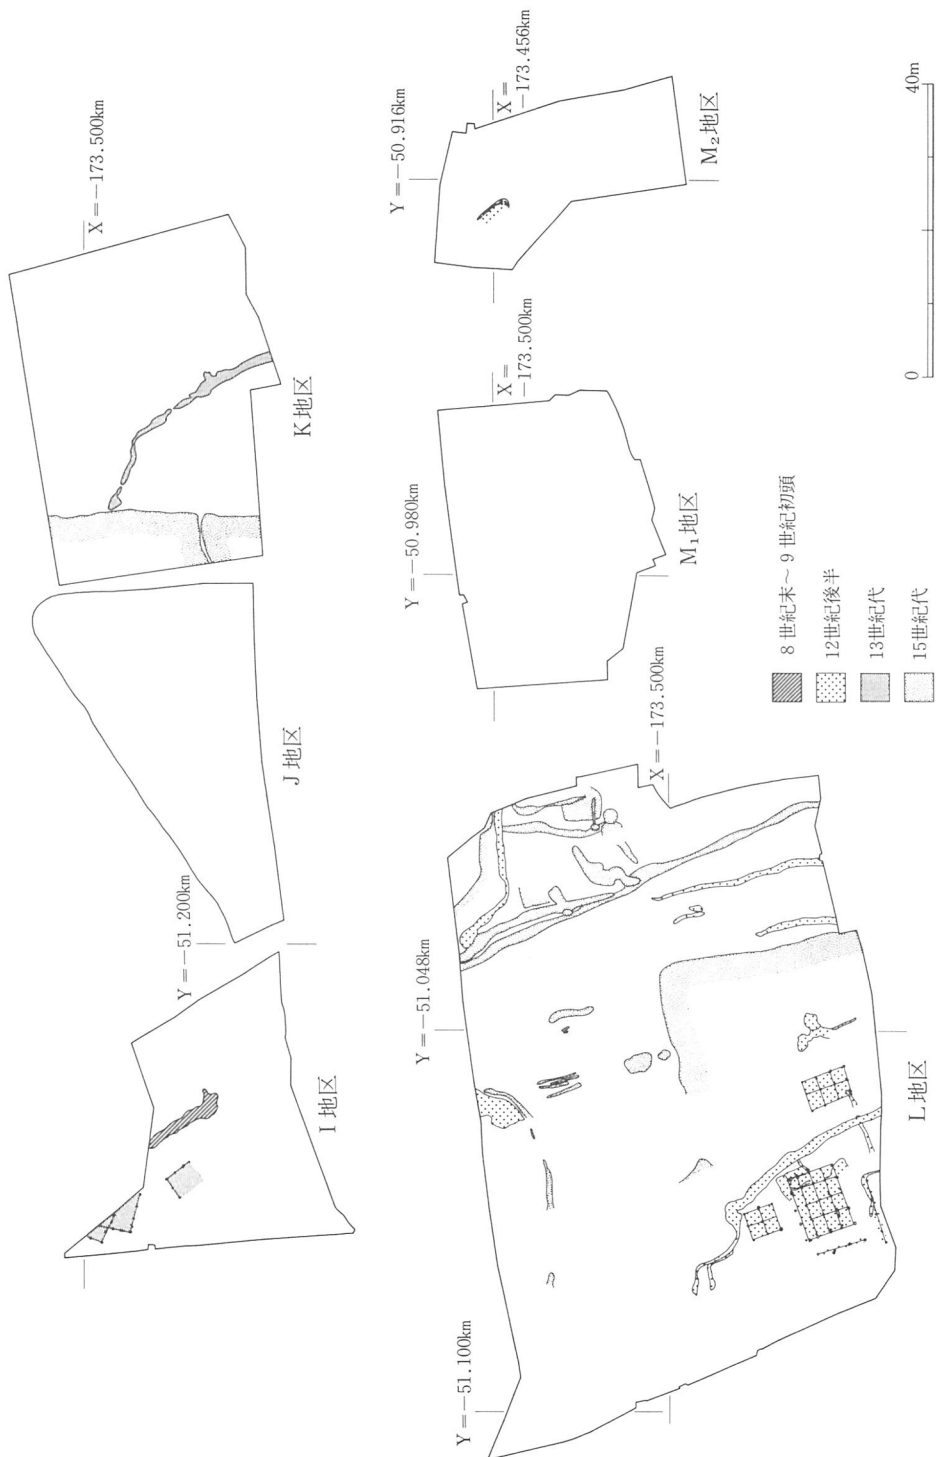 X=−173.500km
K地区
J地区
Y=−51.200km
I地区
Y=−50.916km
X=
−173.456km
M₂地区
Y=−50.980km
X=
−173.500km
M₁地区
Y=−51.048km
X=−173.500km
Y=−51.100km
L地区
8世紀末~9世紀初頭
12世紀後半
13世紀代
15世紀代
0
40m